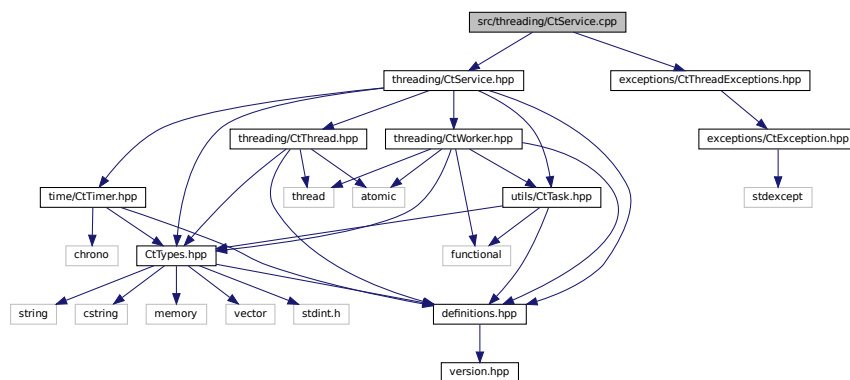 src/threading/CtService.cpp
threading/CtService.hpp
exceptions/CtThreadExceptions.hpp
threading/CtThread.hpp
threading/CtWorker.hpp
exceptions/CtException.hpp
time/CtTimer.hpp
thread
atomic
utils/CtTask.hpp
stdexcept
chrono
CtTypes.hpp
functional
string
cstring
memory
vector
stdint.h
definitions.hpp
version.hpp